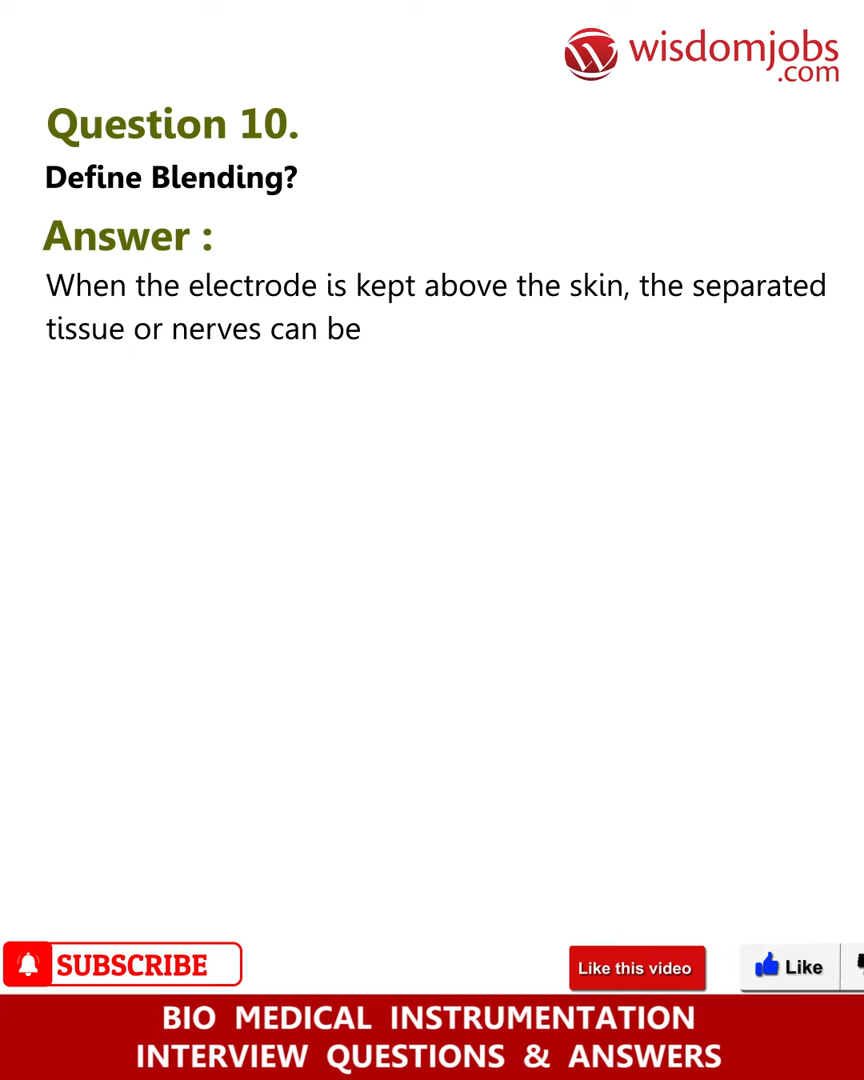 wisdomjobs
.com
Question 10.
Define Blending?
Answer :
When the electrode is kept above the skin, the separated
tissue or nerves can be
SUBSCRIBE
Like this video
Like
BIO MEDICAL INSTRUMENTATION
INTERVIEW QUESTIONS & ANSWERS